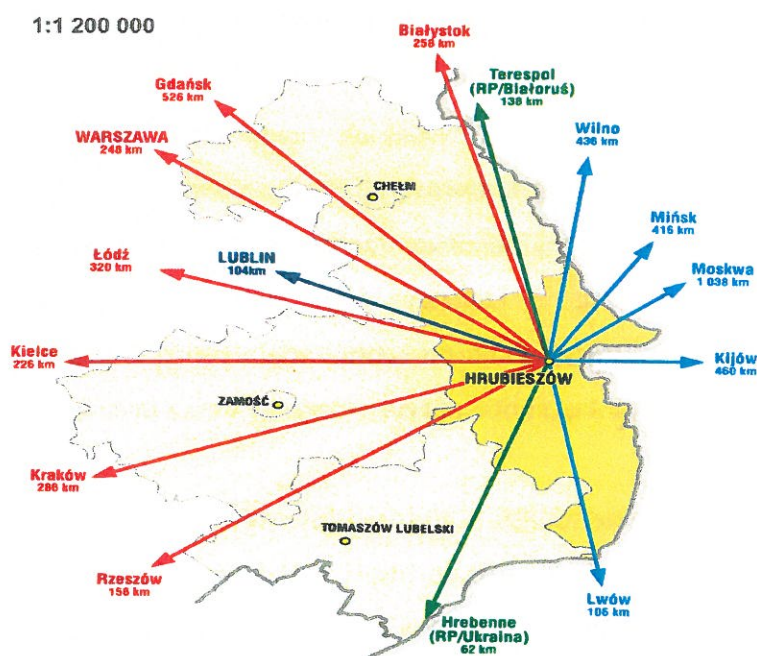 1:1 200 000
Białystok
258 km
Terespol
(RP/Białoruś)
138 km
Gdańsk
526 km
WARSZAWA
248 km
Wilno
436 km
CHEŁM
Mińsk
416 km
Łódź
320 km
LUBLIN
104km
Moskwa
1 038 km
Kielce
226 km
HRUBIESZÓW
Kijów
460 km
ZAMOŚĆ
Kraków
286 km
TOMASZÓW LUBELSKI
Rzeszów
156 km
Lwów
106 km
Hrebenne
(RP/Ukraina)
62 km